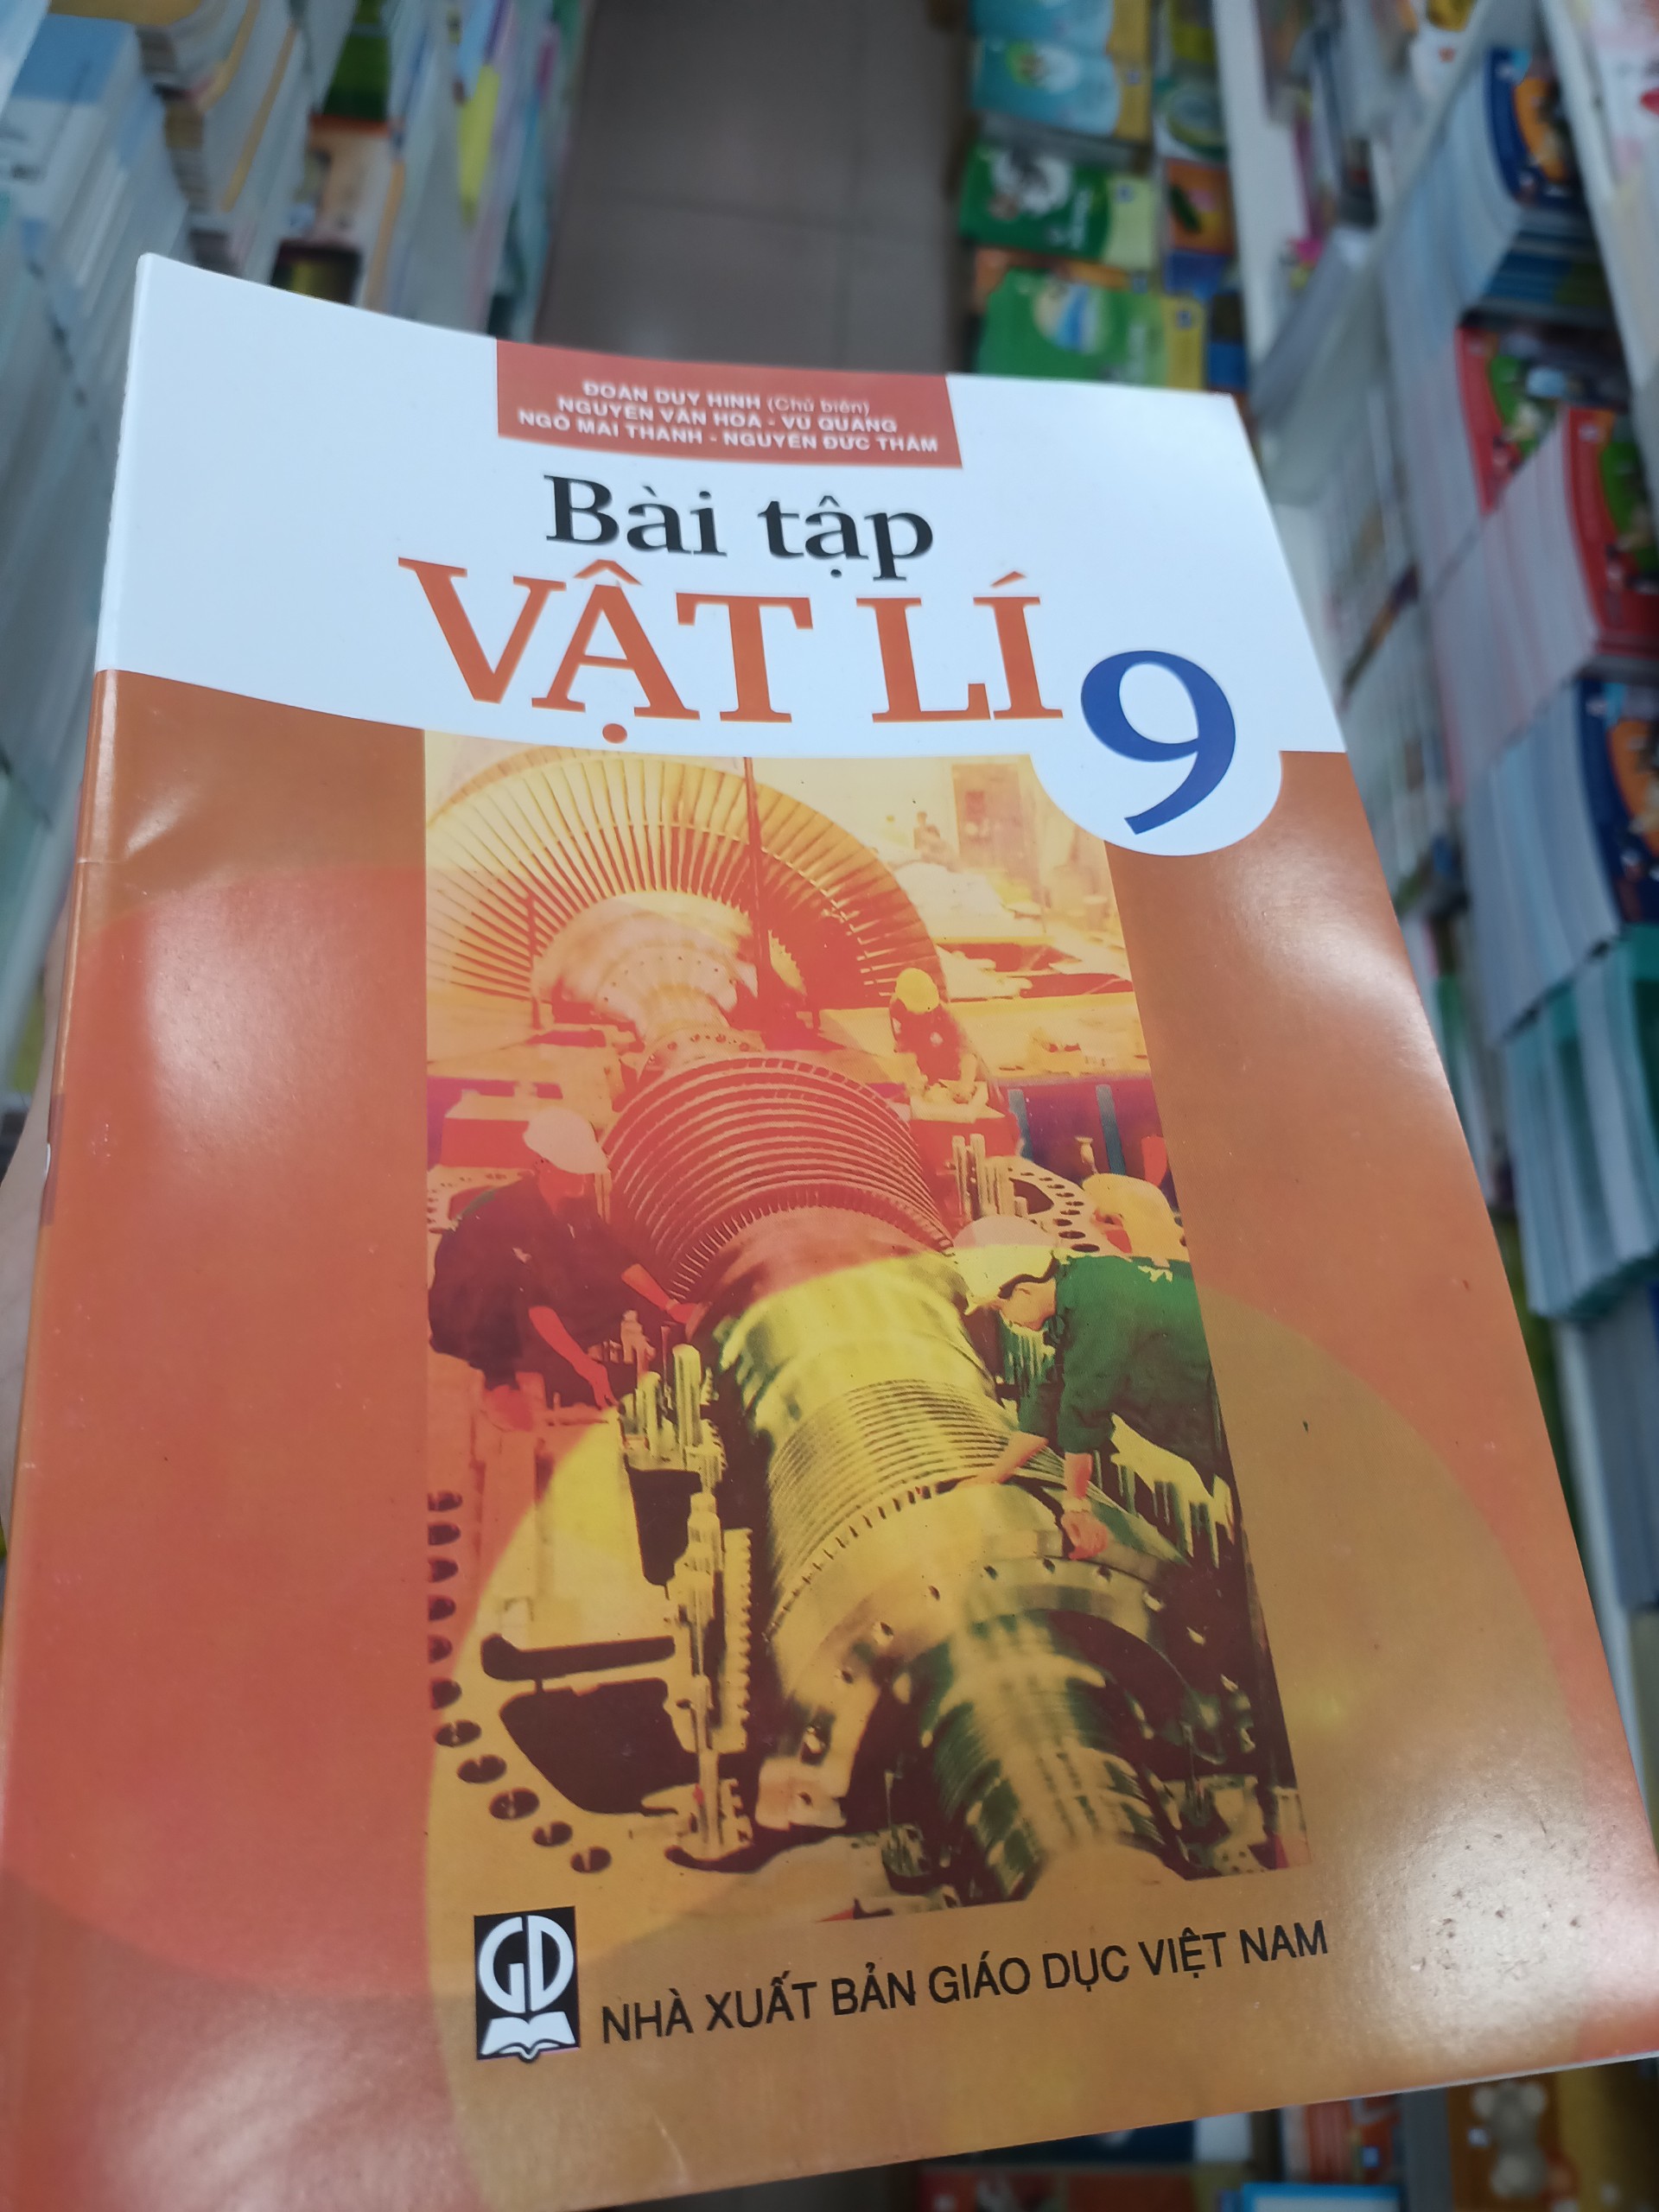 ĐOÀN DUY HINH (Chủ biên)
NGUYỄN VĂN HOÀ - VŨ QUANG
NGÔ MAI THANH - NGUYỄN ĐỨC THÂM
Bài tập
VẬT LÍ 9
GD
NHÀ XUẤT BẢN GIÁO DỤC VIỆT NAM